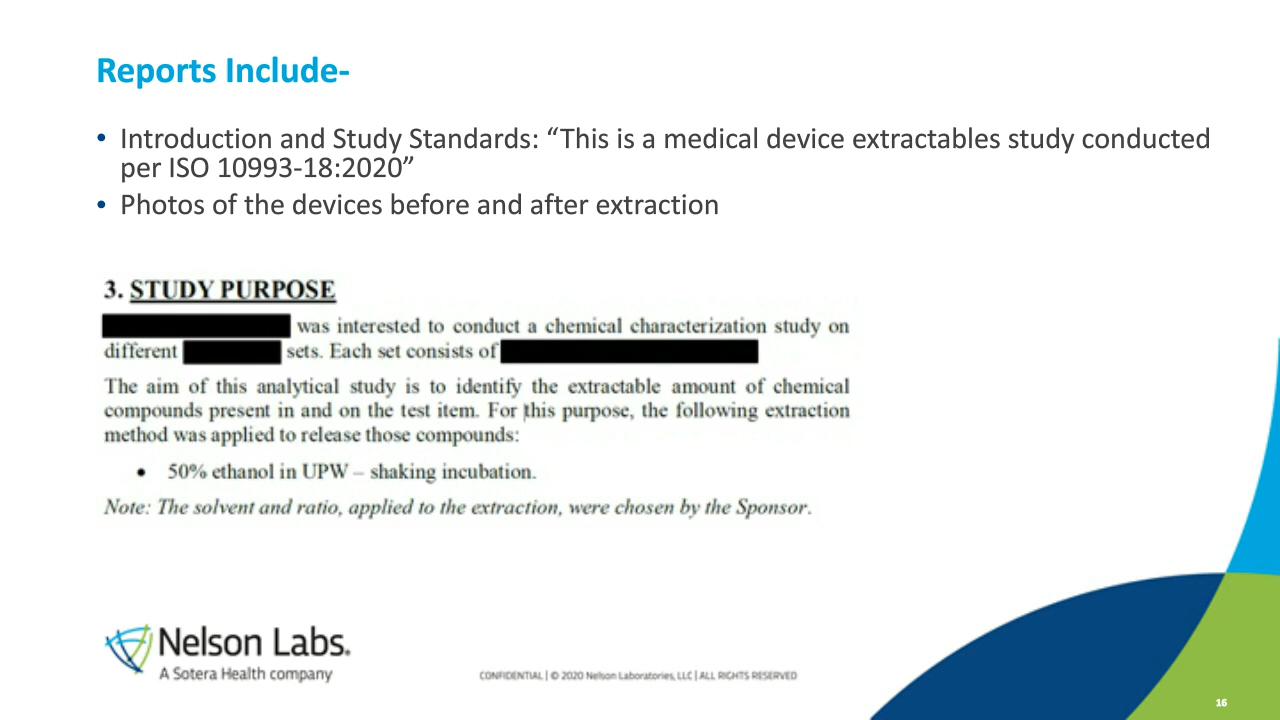 Reports Include-
• Introduction and Study Standards: “This is a medical device extractables study conducted
per ISO 10993-18:2020”
• Photos of the devices before and after extraction
3. STUDY PURPOSE
was interested to conduct a chemical characterization study on
different sets. Each set consists of
The aim of this analytical study is to identify the extractable amount of chemical
compounds present in and on the test item. For this purpose, the following extraction
method was applied to release those compounds:
• 50% ethanol in UPW – shaking incubation.
Note: The solvent and ratio, applied to the extraction, were chosen by the Sponsor.
Nelson Labs.
A Sotera Health company
CONFIDENTIAL | © 2020 Nelson Laboratories, LLC | ALL RIGHTS RESERVED
16